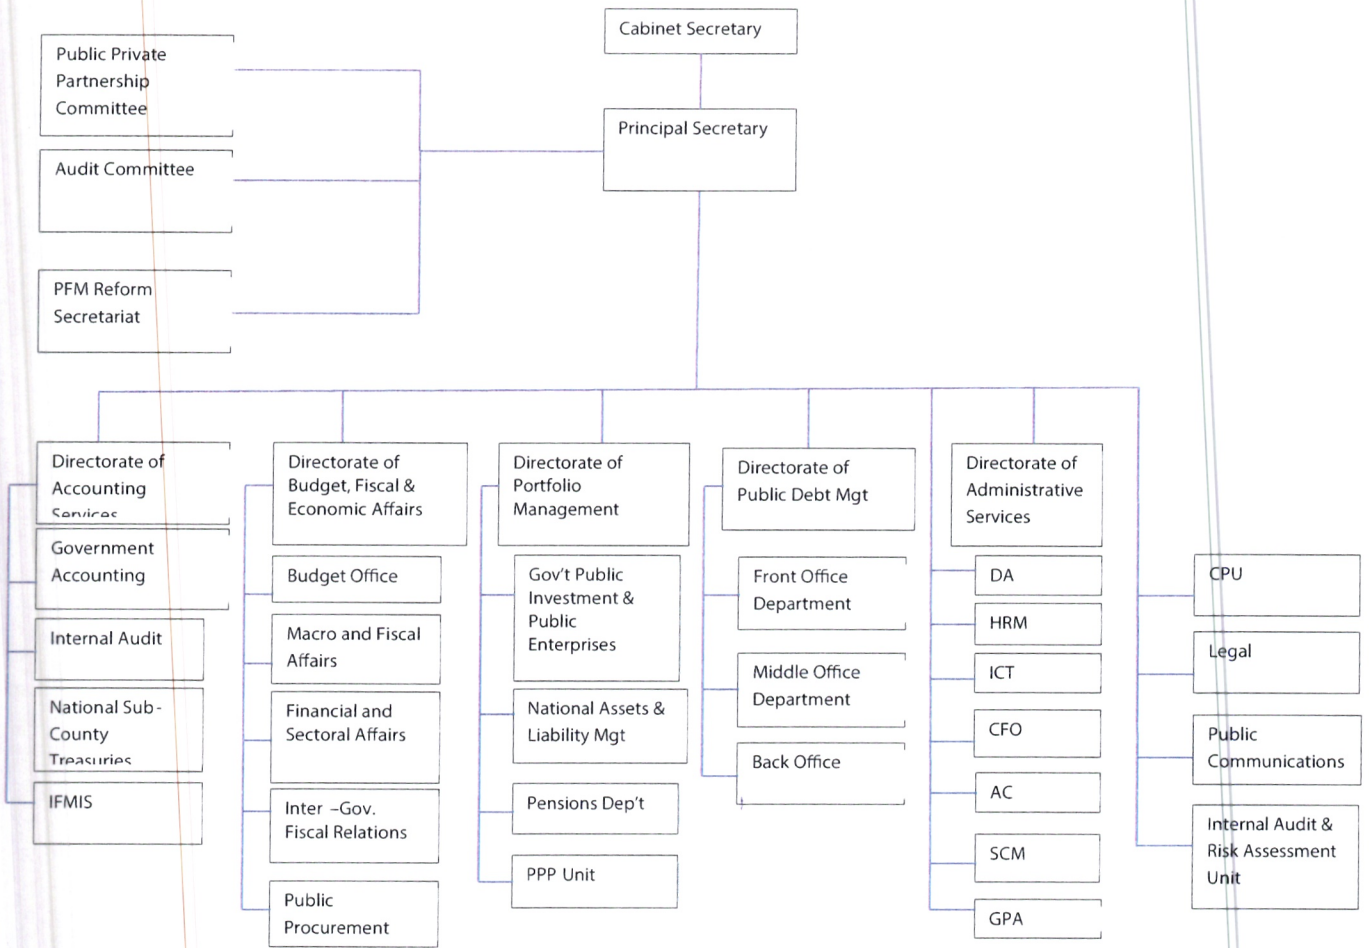 Cabinet Secretary
Public Private
Partnership
Committee
Principal Secretary
Audit Committee
PFM Reform
Secretariat
Directorate of
Accounting
Services
Government
Accounting
Internal Audit
National Sub-
County
Treasuries
IFMIS
Directorate of
Budget, Fiscal &
Economic Affairs
Budget Office
Macro and Fiscal
Affairs
Financial and
Sectoral Affairs
Inter –Gov.
Fiscal Relations
Public
Procurement
Directorate of
Portfolio
Management
Gov't Public
Investment &
Public
Enterprises
National Assets &
Liability Mgt
Pensions Dep't
PPP Unit
Directorate of
Public Debt Mgt
Front Office
Department
Middle Office
Department
Back Office
Directorate of
Administrative
Services
DA
HRM
ICT
CFO
AC
SCM
GPA
CPU
Legal
Public
Communications
Internal Audit &
Risk Assessment
Unit